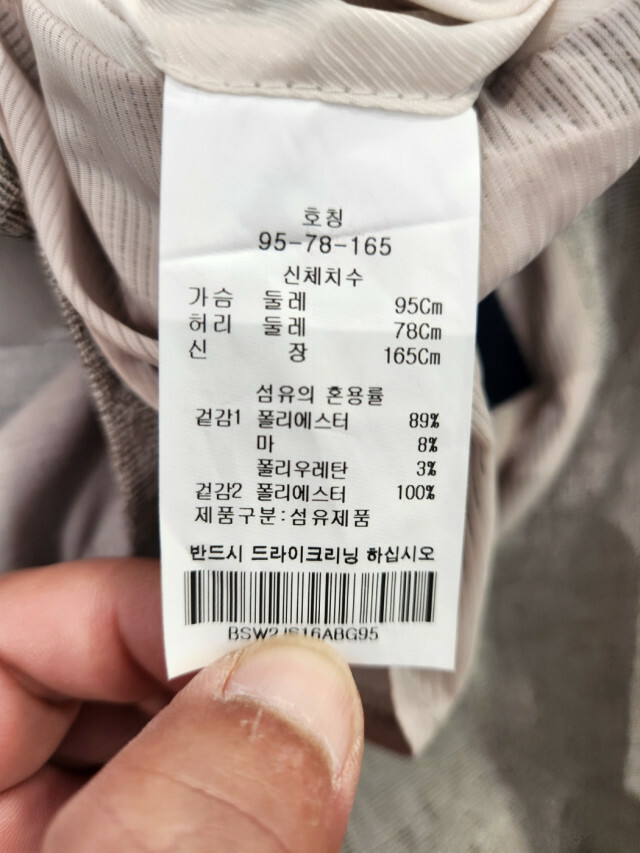 호칭
95-78-165
신체치수
가슴 둘레 95Cm
허리 둘레 78Cm
신 장 165Cm
섬유의 혼용률
겉감1 폴리에스터 89%
마 8%
폴리우레탄 3%
겉감2 폴리에스터 100%
제품구분:섬유제품
반드시 드라이크리닝 하십시오
BSW2JS16ABG95